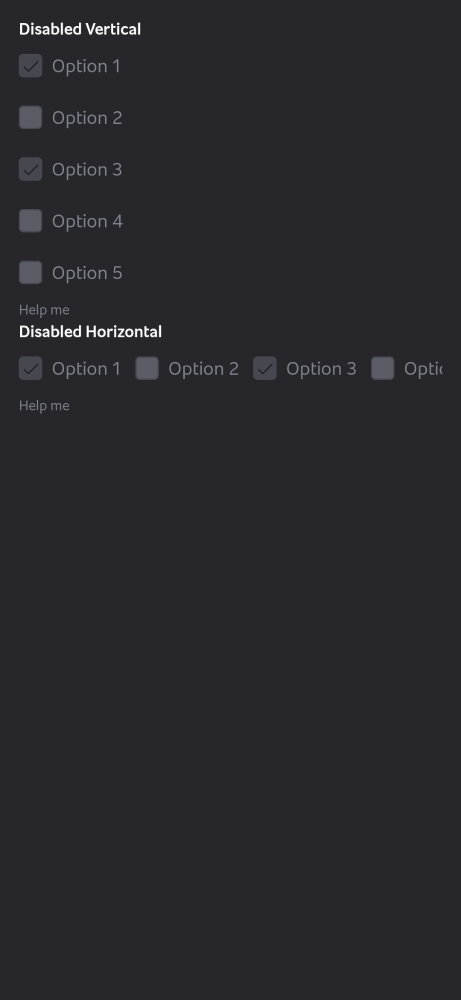 Disabled Vertical
Option 1
Option 2
Option 3
Option 4
Option 5
Help me
Disabled Horizontal
Option 1 Option 2 Option 3
Help me